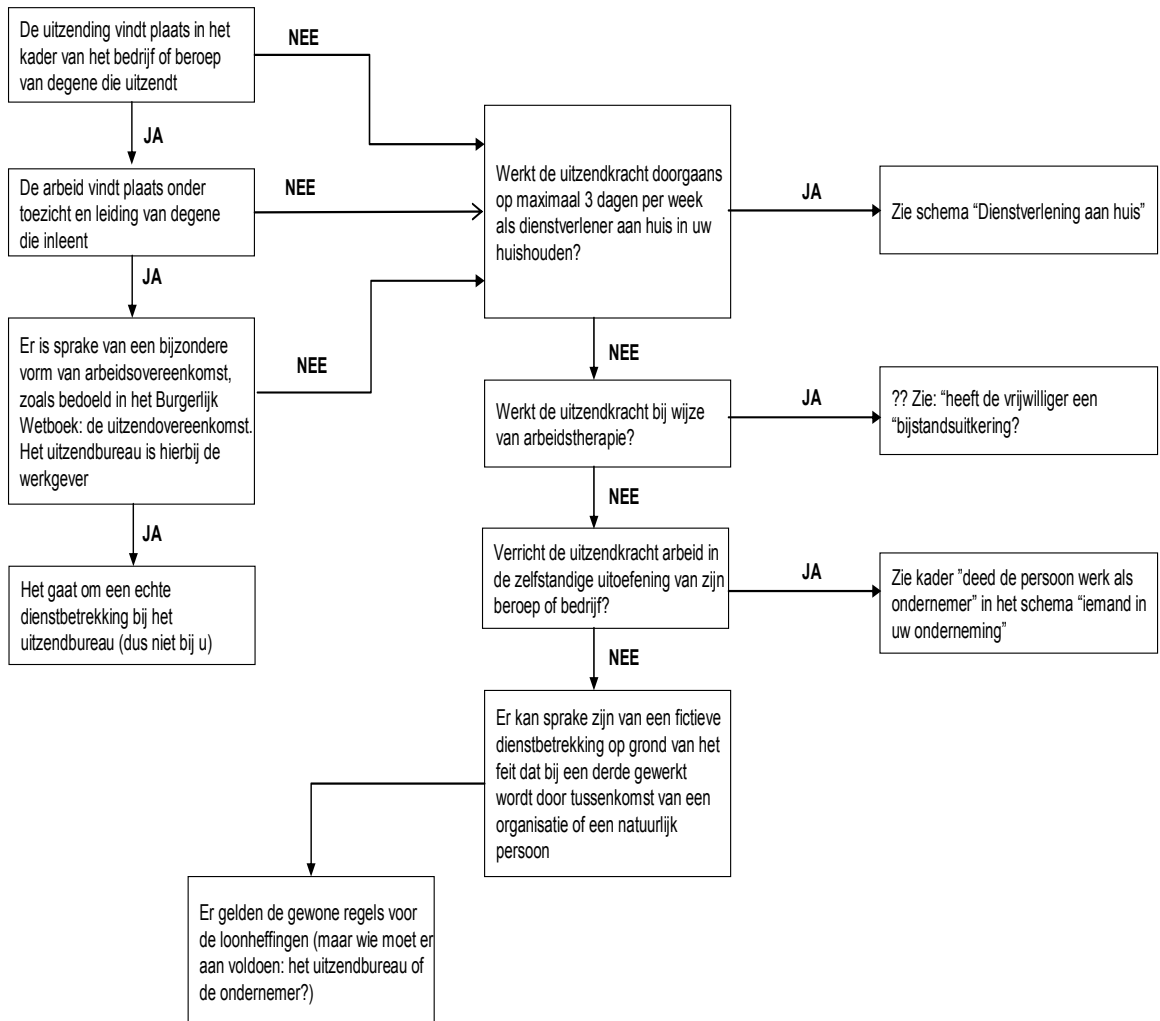 De uitzending vindt plaats in het
kader van het bedrijf of beroep
van degene die uitzendt
NEE
JA
De arbeid vindt plaats onder
toezicht en leiding van degene
die inleent
NEE
JA
Er is sprake van een bijzondere
vorm van arbeidsovereenkomst,
zoals bedoeld in het Burgerlijk
Wetboek: de uitzendovereenkomst.
Het uitzendbureau is hierbij de
werkgever
NEE
JA
Het gaat om een echte
dienstbetrekking bij het
uitzendbureau (dus niet bij u)
Werkt de uitzendkracht doorgaans
op maximaal 3 dagen per week
als dienstverlener aan huis in uw
huishouden?
JA
Zie schema “Dienstverlening aan huis”
NEE
Werkt de uitzendkracht bij wijze
van arbeidstherapie?
JA
?? Zie: “heeft de vrijwilliger een
“bijstandsuitkering?
NEE
Verricht de uitzendkracht arbeid in
de zelfstandige uitoefening van zijn
beroep of bedrijf?
JA
Zie kader ”deed de persoon werk als
ondernemer” in het schema “iemand in
uw onderneming”
NEE
Er kan sprake zijn van een fictieve
dienstbetrekking op grond van het
feit dat bij een derde gewerkt
wordt door tussenkomst van een
organisatie of een natuurlijk
persoon
Er gelden de gewone regels voor
de loonheffingen (maar wie moet er
aan voldoen: het uitzendbureau of
de ondernemer?)